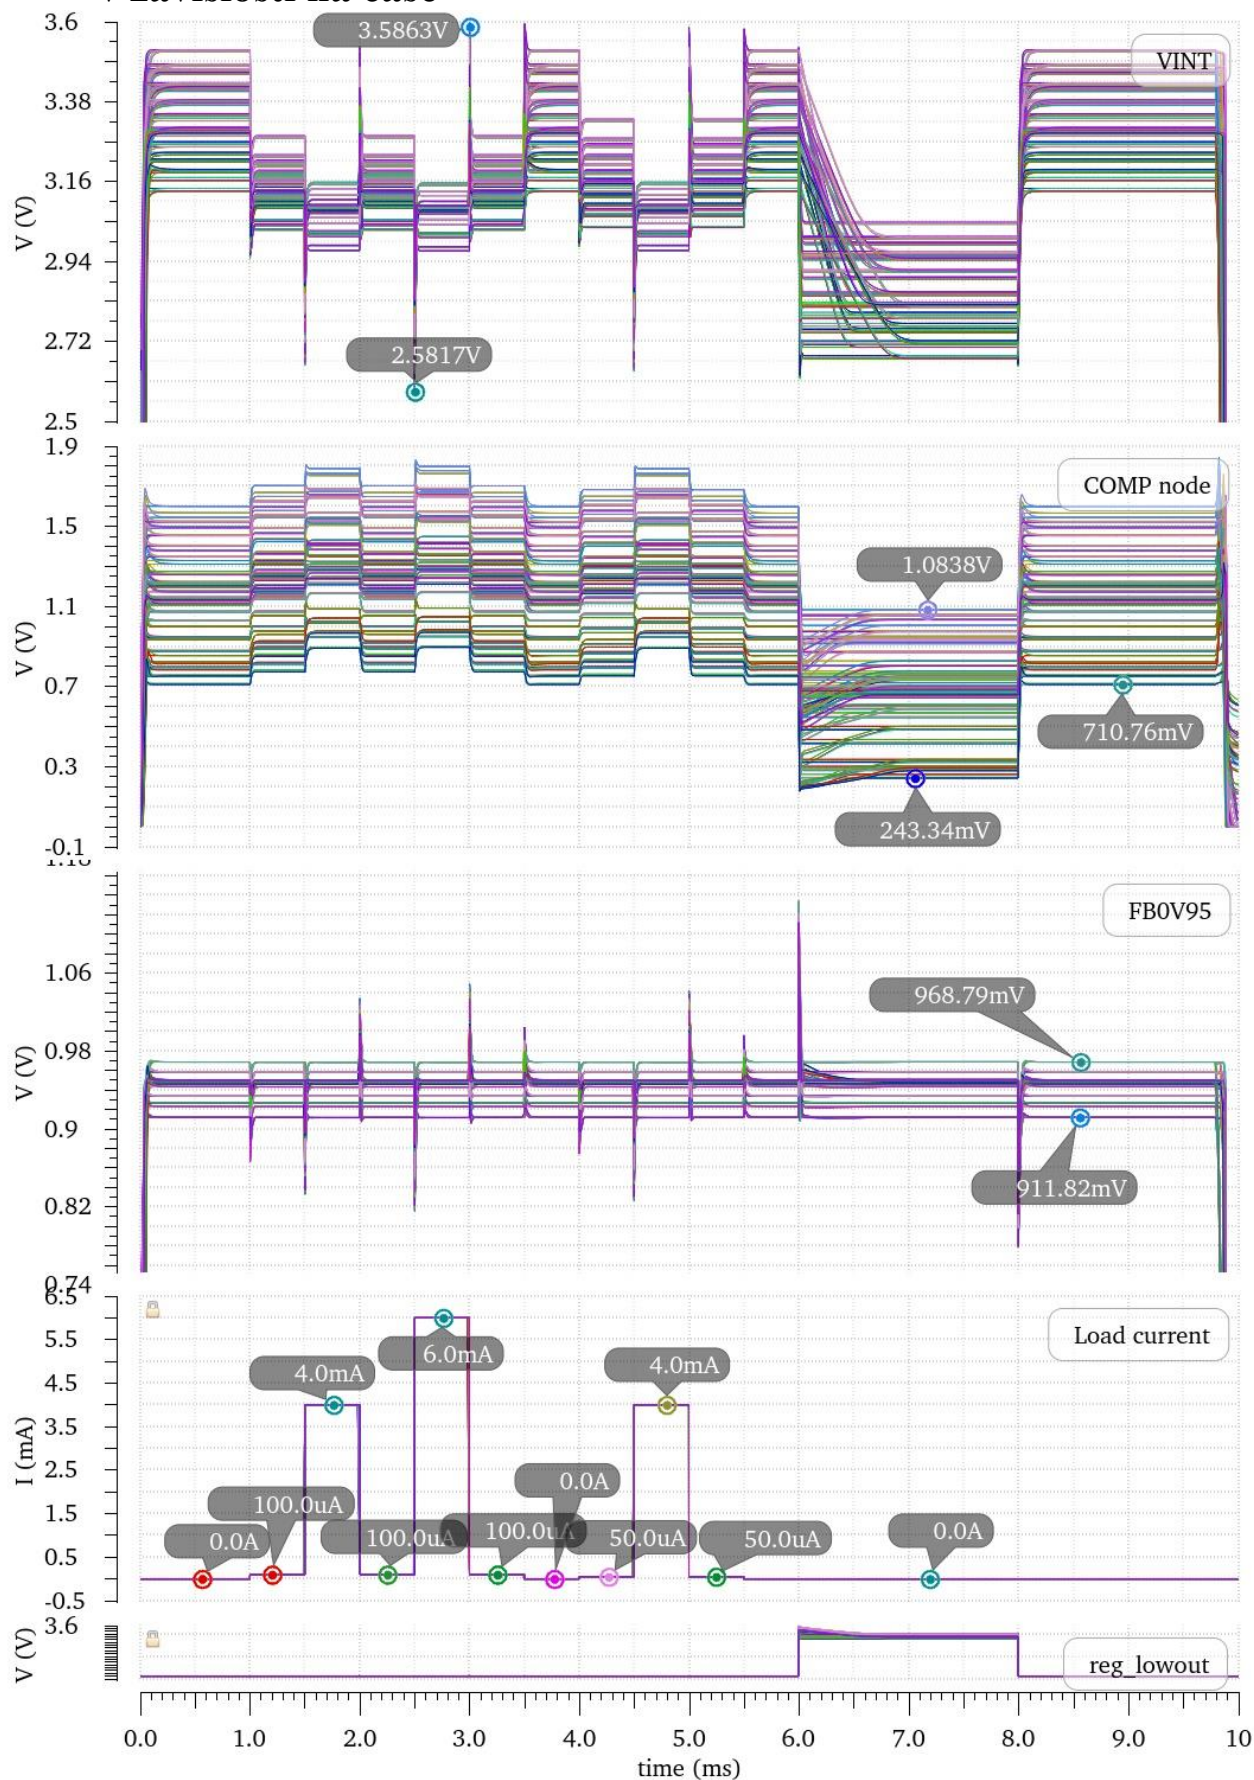 3.6
3.5863V
VINT
3.38
3.16
V (V)
2.94
2.72
2.5817V
2.5
1.9
COMP node
1.5
1.0838V
V (V)
1.1
0.7
710.76mV
0.3
243.34mV
-0.1
FB0V95
1.06
968.79mV
V (V)
0.98
0.9
911.82mV
0.82
0.74
6.5
Load current
5.5
6.0mA
4.0mA
4.0mA
4.5
I (mA)
3.5
2.5
0.0A
1.5
100.0uA
0.0A
100.0uA
100.0uA
50.0uA
50.0uA
0.0A
0.5
-0.5
3.6
V (V)
reg_lowout
0.0 1.0 2.0 3.0 4.0 5.0 6.0 7.0 8.0 9.0 10
time (ms)